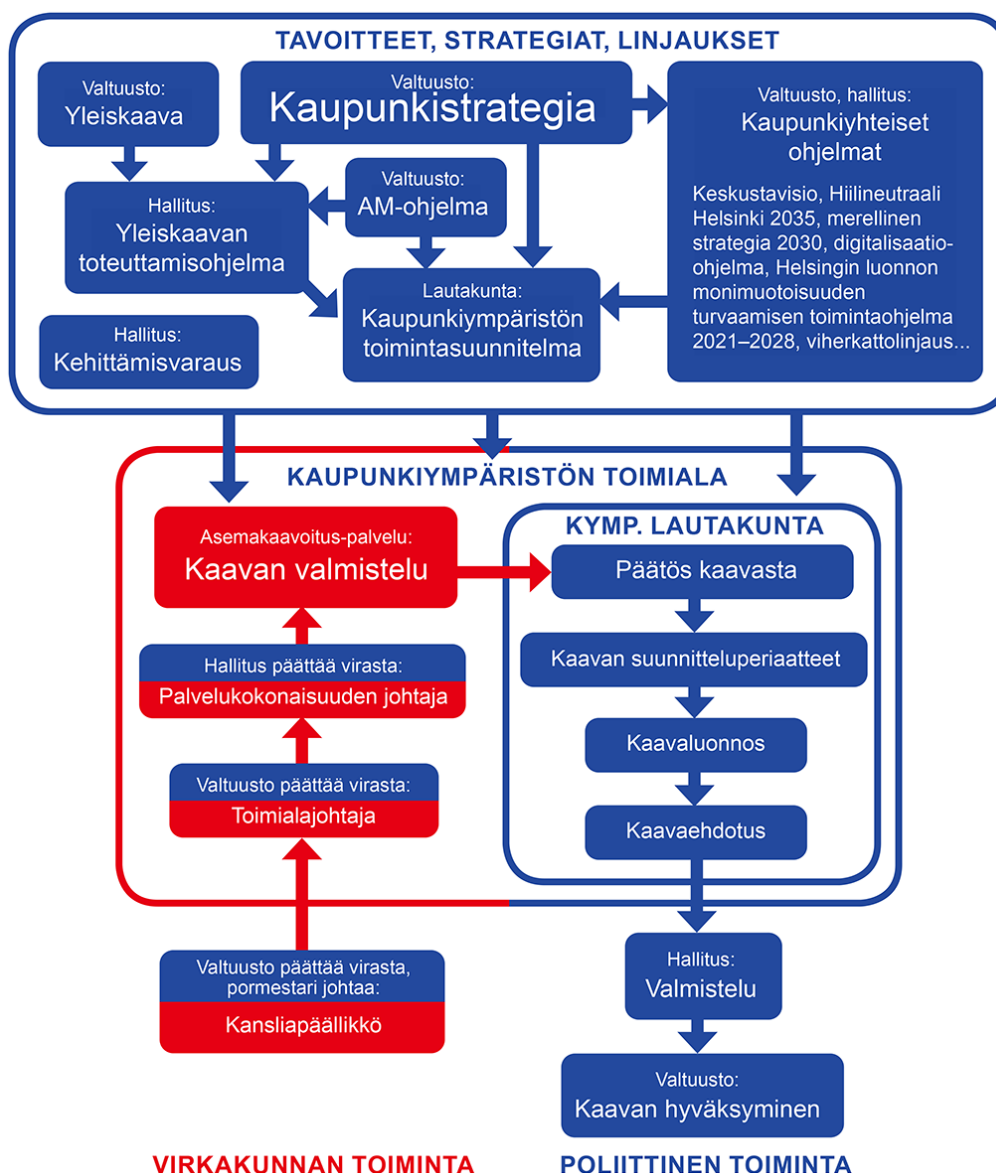 TAVOITTEET, STRATEGIAT, LINJAUKSET
Valtuusto:
Yleiskaava
Valtuusto:
Kaupunkistrategia
Valtuusto, hallitus:
Kaupunkiyhteiset
ohjelmat
Keskustavisio, Hiilineutraali
Helsinki 2035, merellinen
strategia 2030, digitalisaatio-
ohjelma, Helsingin luonnon
monimuotoisuuden
turvaamisen toimintaohjelma
2021–2028, viherkattolinjaus...
Hallitus:
Yleiskaavan
toteuttamisohjelma
Valtuusto:
AM-ohjelma
Lautakunta:
Kaupunkiympäristön
toimintasuunnitelma
Hallitus:
Kehittämisvaraus
KAUPUNKIYMPÄRISTÖN TOIMIALA
Asemakaavoitus-palvelu:
Kaavan valmistelu
Hallitus päättää virasta:
Palvelukokonaisuuden johtaja
Valtuusto päättää virasta:
Toimialajohtaja
Valtuusto päättää virasta,
pormestari johtaa:
Kansliapäällikkö
KYMP. LAUTAKUNTA
Päätös kaavasta
Kaavan suunnitteluperiaatteet
Kaavaluonnos
Kaavaehdotus
Hallitus:
Valmistelu
Valtuusto:
Kaavan hyväksyminen
VIRKAKUNNAN TOIMINTA
POLIITTINEN TOIMINTA